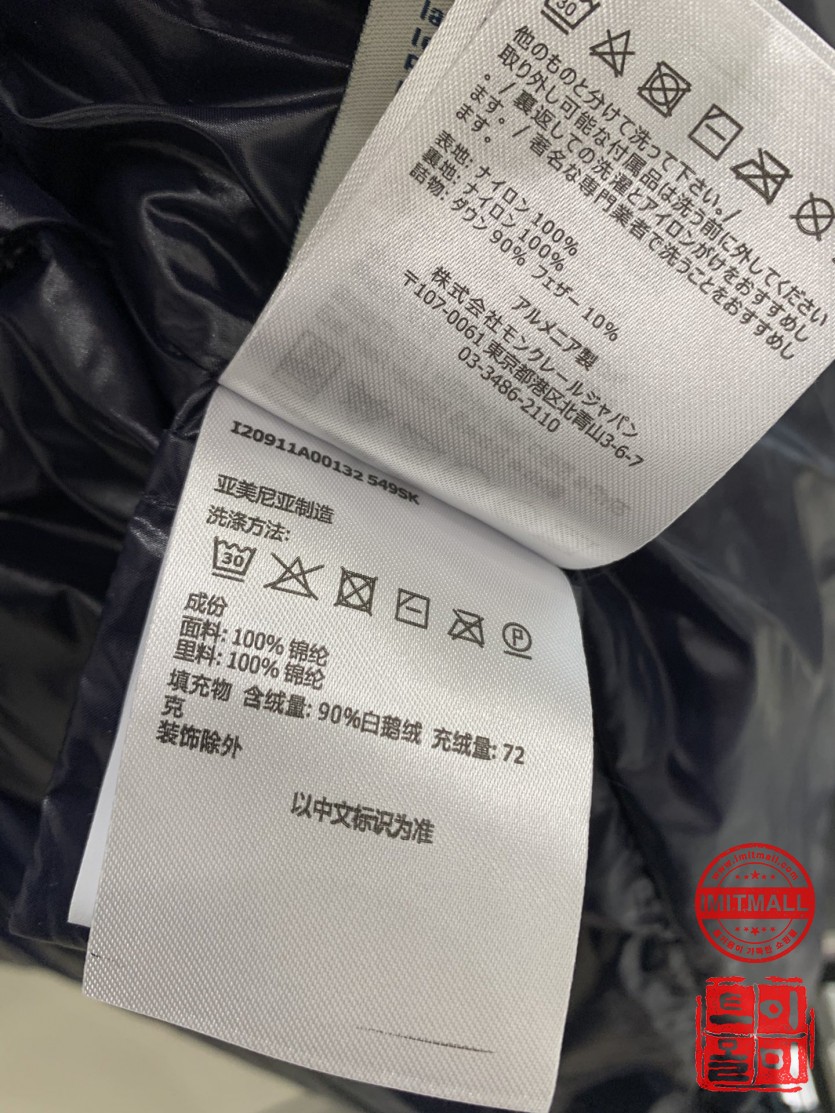 30
他のものと分けて洗って下さい。/
取り外し可能な付属品は洗う前に外してください
。/裏返しての洗濯とアイロンがけをおすすめし
ます。/著名な専門業者で洗うことをおすすめし
ます。
表地: ナイロン 100%
裏地: ナイロン 100%
詰物: ダウン 90% フェザー 10%
アルメニア製
株式会社モンクレールジャパン
〒107-0061 東京都港区北青山3-6-7
03-3486-2110
I20911A00132 549SK
亚美尼亚制造
洗涤方法:
30
P
成份
面料: 100% 锦纶
里料: 100% 锦纶
填充物 含绒量: 90%白鹅绒 充绒量: 72
克
装饰除外
以中文标识为准
www.imitmall.com
IMITMALL